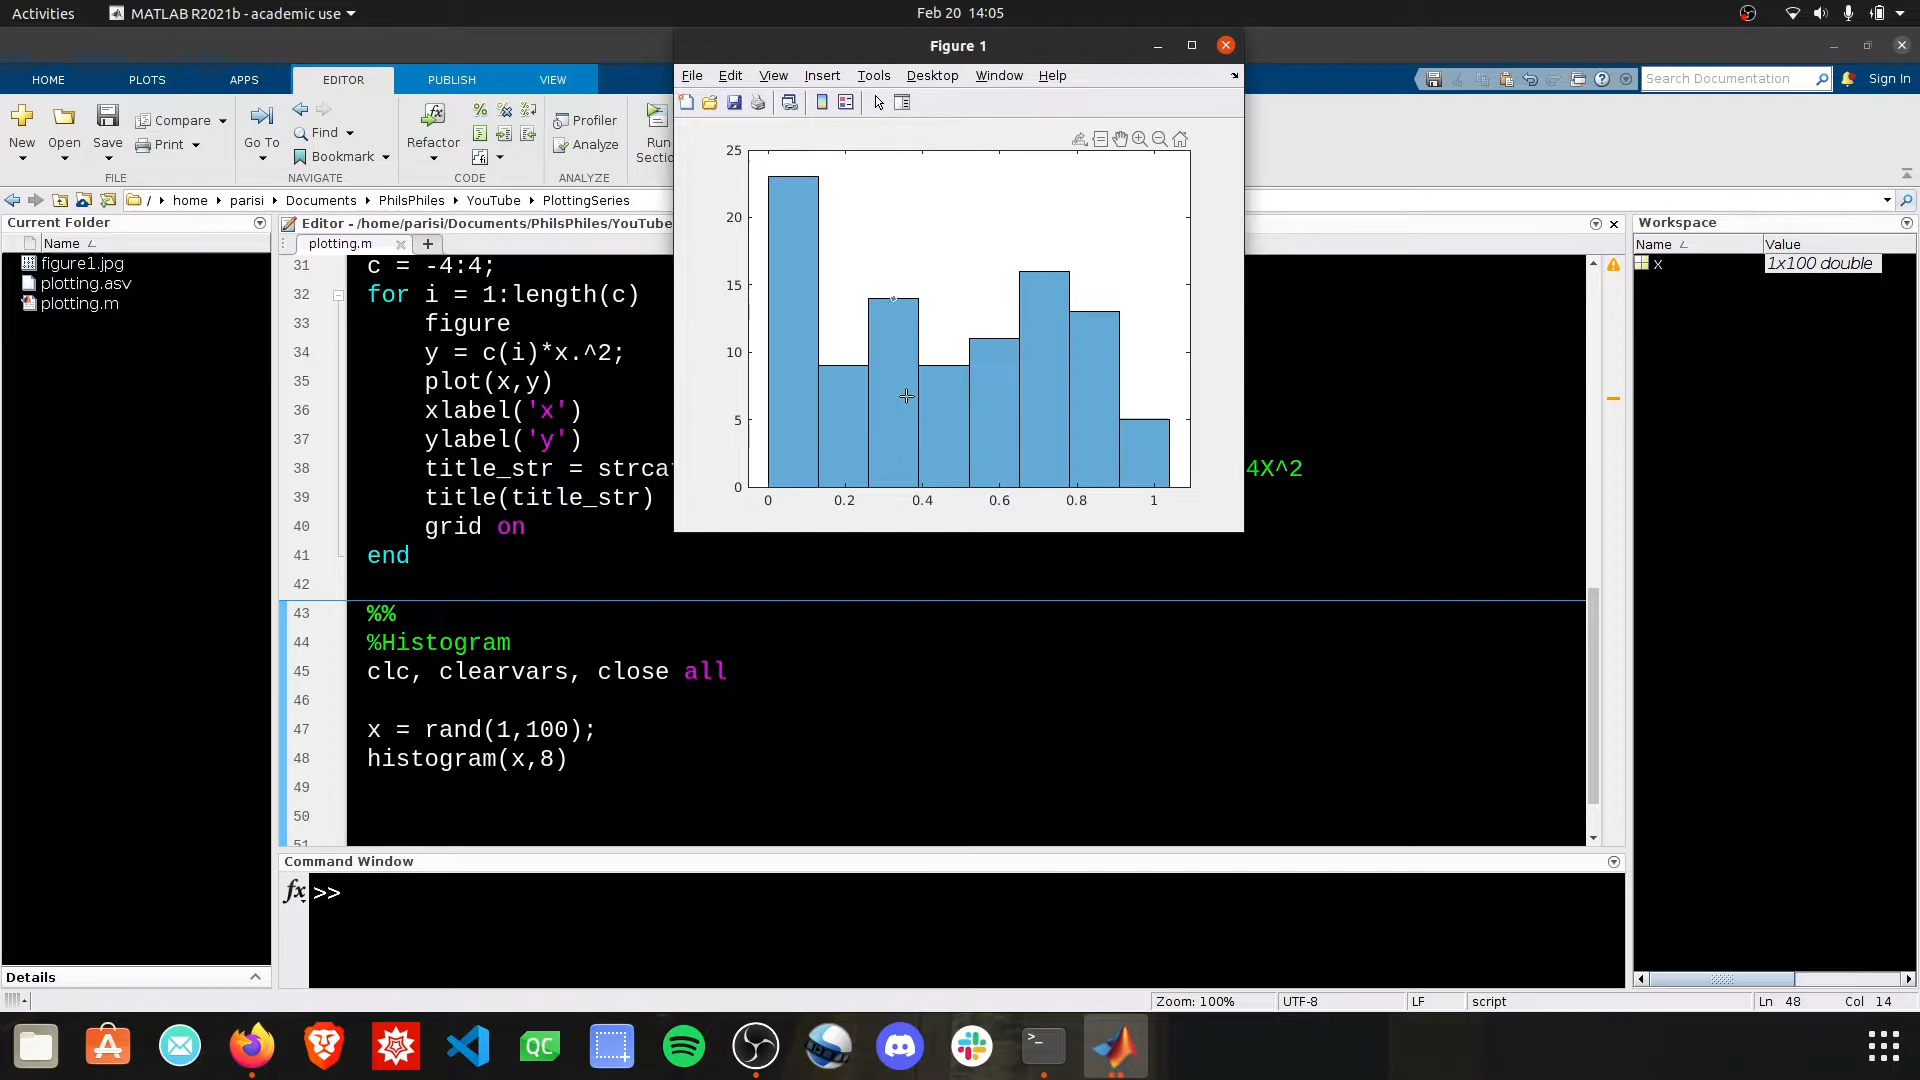 Activities
MATLAB R2021b - academic use
Feb 20 14:05
Figure 1
HOME
PLOTS
APPS
EDITOR
PUBLISH
VIEW
File
Edit
View
Insert
Tools
Desktop
Window
Help
Search Documentation
Sign In
New
Open
Save
Compare
Print
Go To
Find
Bookmark
Refactor
Profiler
Analyze
Run
FILE
NAVIGATE
CODE
ANALYZE
/ home parisi Documents PhilsPhiles YouTube PlottingSeries
Current Folder
Name
figure1.jpg
plotting.asv
plotting.m
Editor - /home/parisi/Documents/PhilsPhiles/YouTube
plotting.m
+
31 c = -4:4;
32 for i = 1:length(c)
33 figure
34 y = c(i)*x.^2;
35 plot(x,y)
36 xlabel('x')
37 ylabel('y')
38 title_str = strca 4X^2
39 title(title_str)
40 grid on
41 end
42
43 %%
44 %Histogram
45 clc, clearvars, close all
46
47 x = rand(1,100);
48 histogram(x,8)
49
50
51
25
20
15
10
5
0
0 0.2 0.4 0.6 0.8 1
Workspace
Name Value
x 1x100 double
Command Window
fx >>
Details
Zoom: 100%
UTF-8
LF
script
Ln 48 Col 14
QC
>_